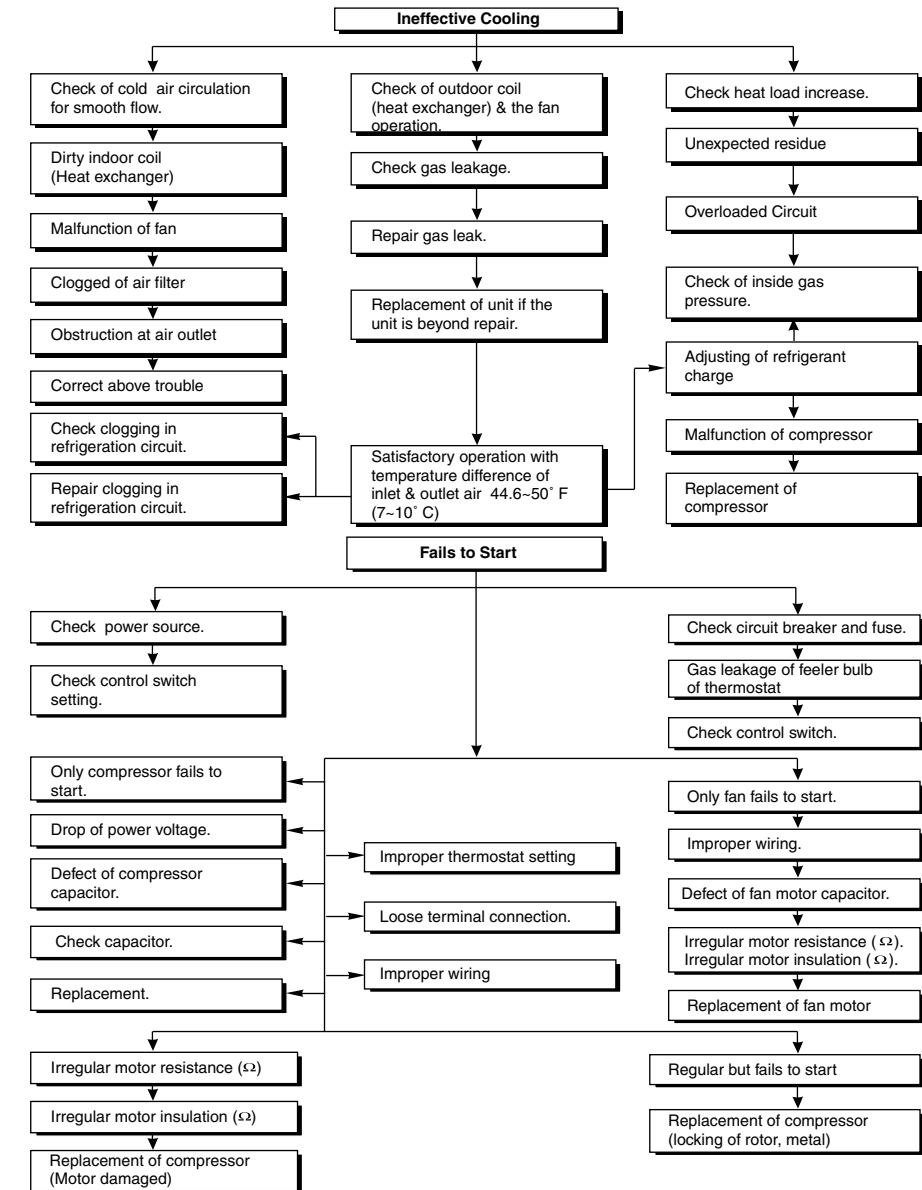 Ineffective Cooling
Check of cold air circulation
for smooth flow.
Dirty indoor coil
(Heat exchanger)
Malfunction of fan
Clogged of air filter
Obstruction at air outlet
Correct above trouble
Check clogging in
refrigeration circuit.
Repair clogging in
refrigeration circuit.
Check of outdoor coil
(heat exchanger) & the fan
operation.
Check gas leakage.
Repair gas leak.
Replacement of unit if the
unit is beyond repair.
Satisfactory operation with
temperature difference of
inlet & outlet air 44.6~50˚ F
(7~10˚ C)
Check heat load increase.
Unexpected residue
Overloaded Circuit
Check of inside gas
pressure.
Adjusting of refrigerant
charge
Malfunction of compressor
Replacement of
compressor
Fails to Start
Check power source.
Check control switch
setting.
Check circuit breaker and fuse.
Gas leakage of feeler bulb
of thermostat
Check control switch.
Only compressor fails to
start.
Drop of power voltage.
Defect of compressor
capacitor.
Check capacitor.
Replacement.
Improper thermostat setting
Loose terminal connection.
Improper wiring
Only fan fails to start.
Improper wiring.
Defect of fan motor capacitor.
Irregular motor resistance (Ω).
Irregular motor insulation (Ω).
Replacement of fan motor
Irregular motor resistance (Ω)
Irregular motor insulation (Ω)
Replacement of compressor
(Motor damaged)
Regular but fails to start
Replacement of compressor
(locking of rotor, metal)